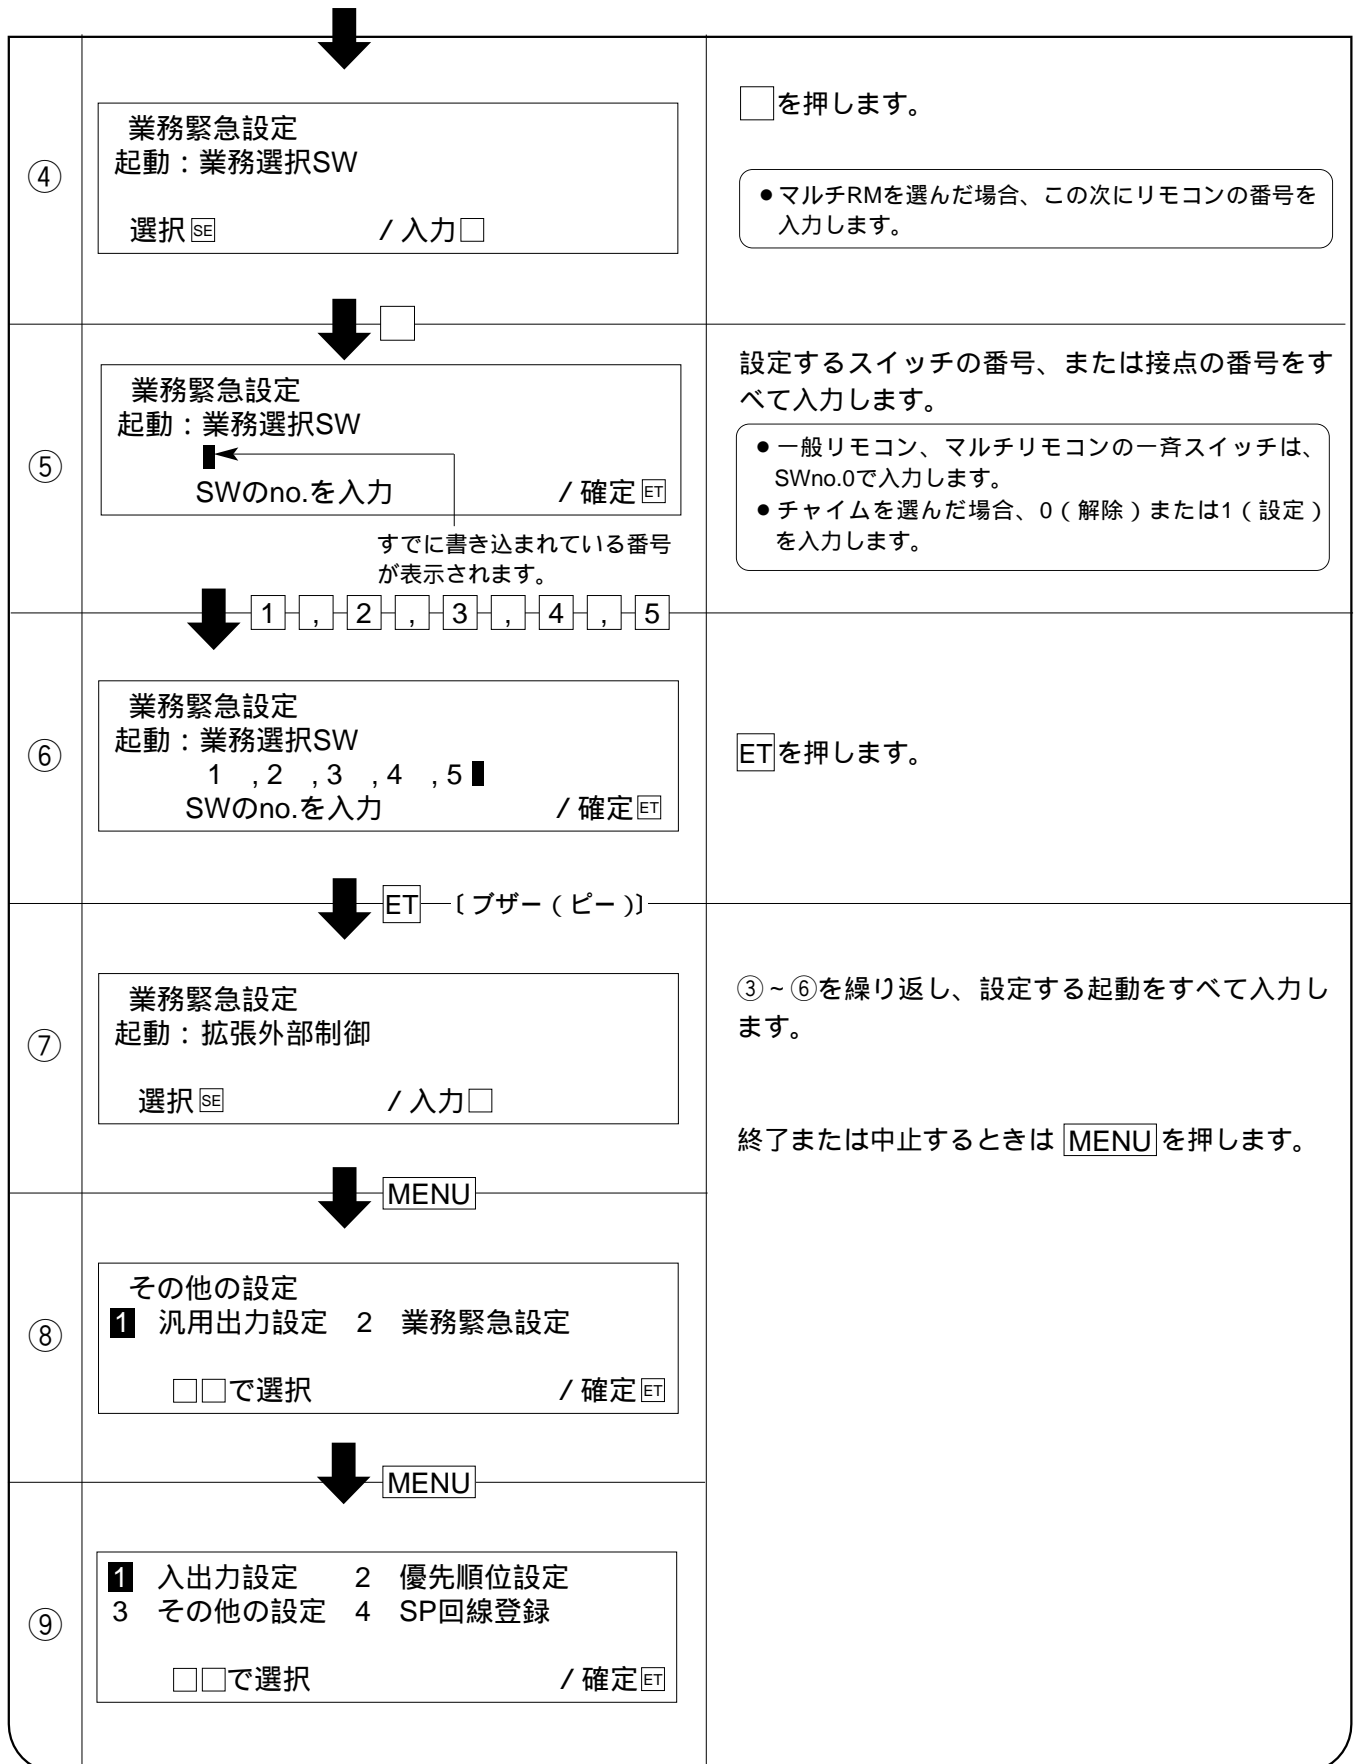 ④
業務緊急設定
起動：業務選択SW
選択 SE /入力□
□を押します。
●マルチRMを選んだ場合、この次にリモコンの番号を
入力します。
□
⑤
業務緊急設定
起動：業務選択SW
SWのno.を入力 /確定 ET
すでに書き込まれている番号
が表示されます。
設定するスイッチの番号、または接点の番号をす
べて入力します。
●一般リモコン、マルチリモコンの一斉スイッチは、
SWno.0で入力します。
●チャイムを選んだ場合、0（解除）または1（設定）
を入力します。
1 , 2 , 3 , 4 , 5
⑥
業務緊急設定
起動：業務選択SW
1 ,2 ,3 ,4 ,5
SWのno.を入力 /確定 ET
ETを押します。
ET 〔ブザー（ピー）〕
⑦
業務緊急設定
起動：拡張外部制御
選択 SE /入力□
③~⑥を繰り返し、設定する起動をすべて入力し
ます。
終了または中止するときは MENU を押します。
MENU
⑧
その他の設定
1 汎用出力設定 2 業務緊急設定
□□で選択 /確定 ET
MENU
⑨
1 入出力設定 2 優先順位設定
3 その他の設定 4 SP回線登録
□□で選択 /確定 ET